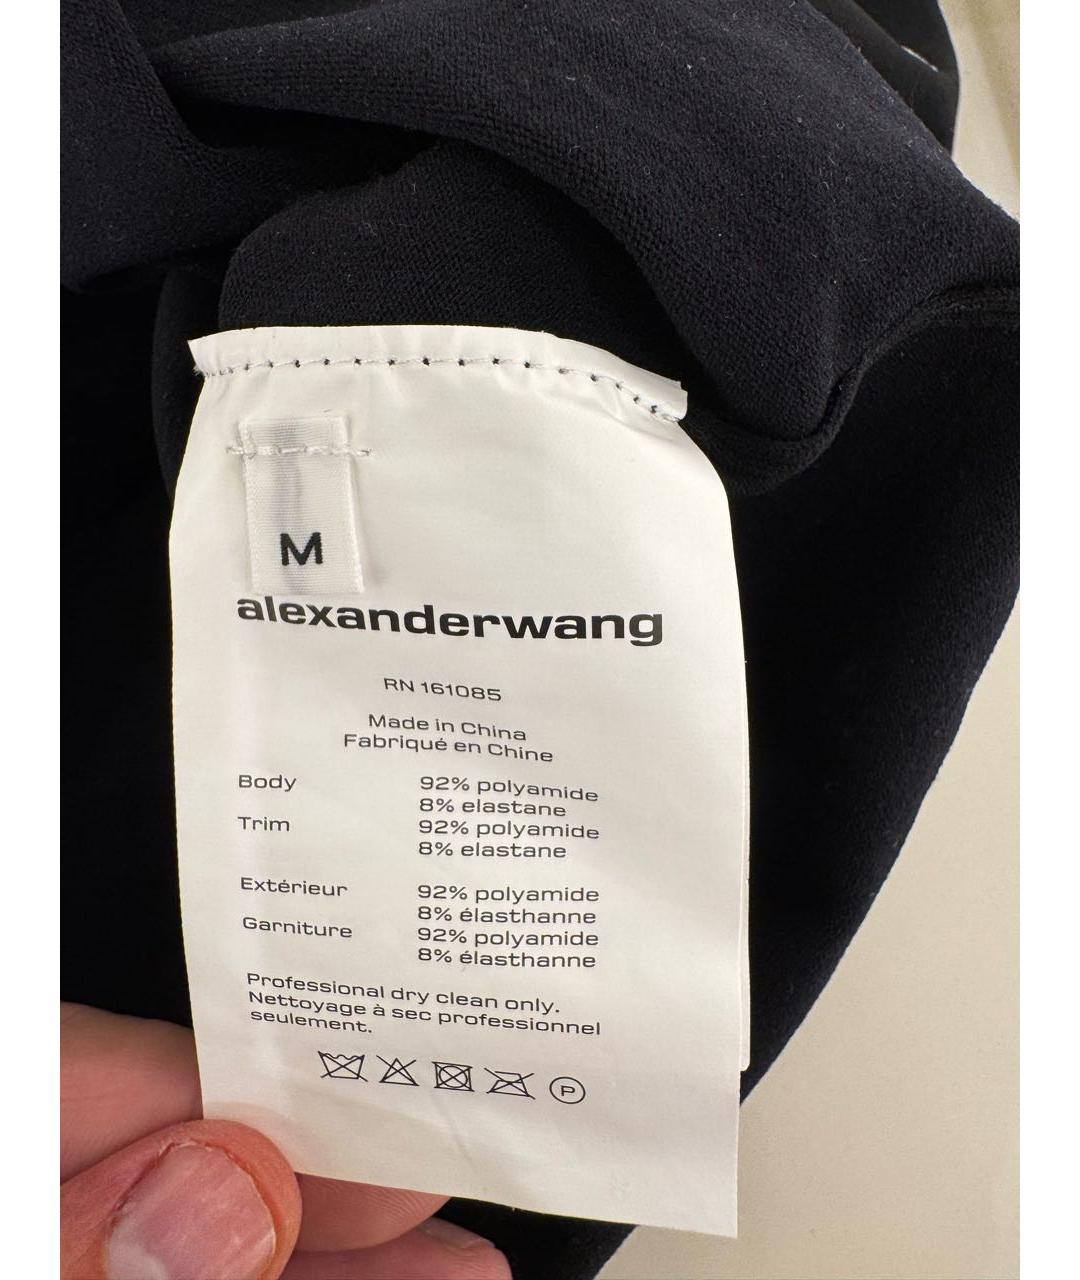 M
alexanderwang
RN 161085
Made in China
Fabriqué en Chine
Body 92% polyamide
8% elastane
Trim 92% polyamide
8% elastane
Extérieur 92% polyamide
8% élasthanne
Garniture 92% polyamide
8% élasthanne
Professional dry clean only.
Nettoyage à sec professionnel
seulement.
P